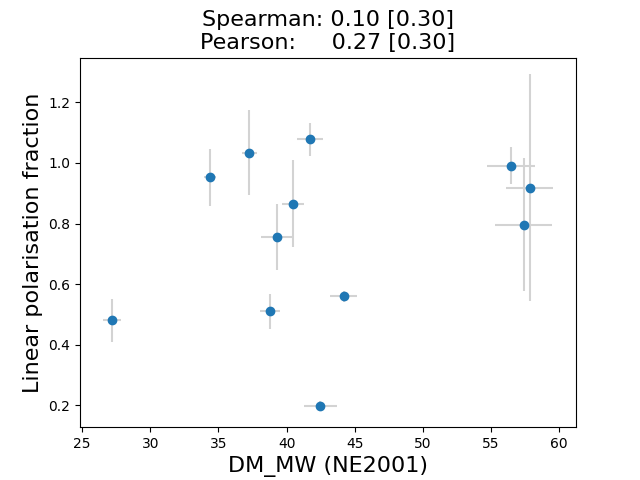 Spearman: 0.10 [0.30]
Pearson: 0.27 [0.30]
Linear polarisation fraction
1.2
1.0
0.8
0.6
0.4
0.2
25 30 35 40 45 50 55 60
DM_MW (NE2001)